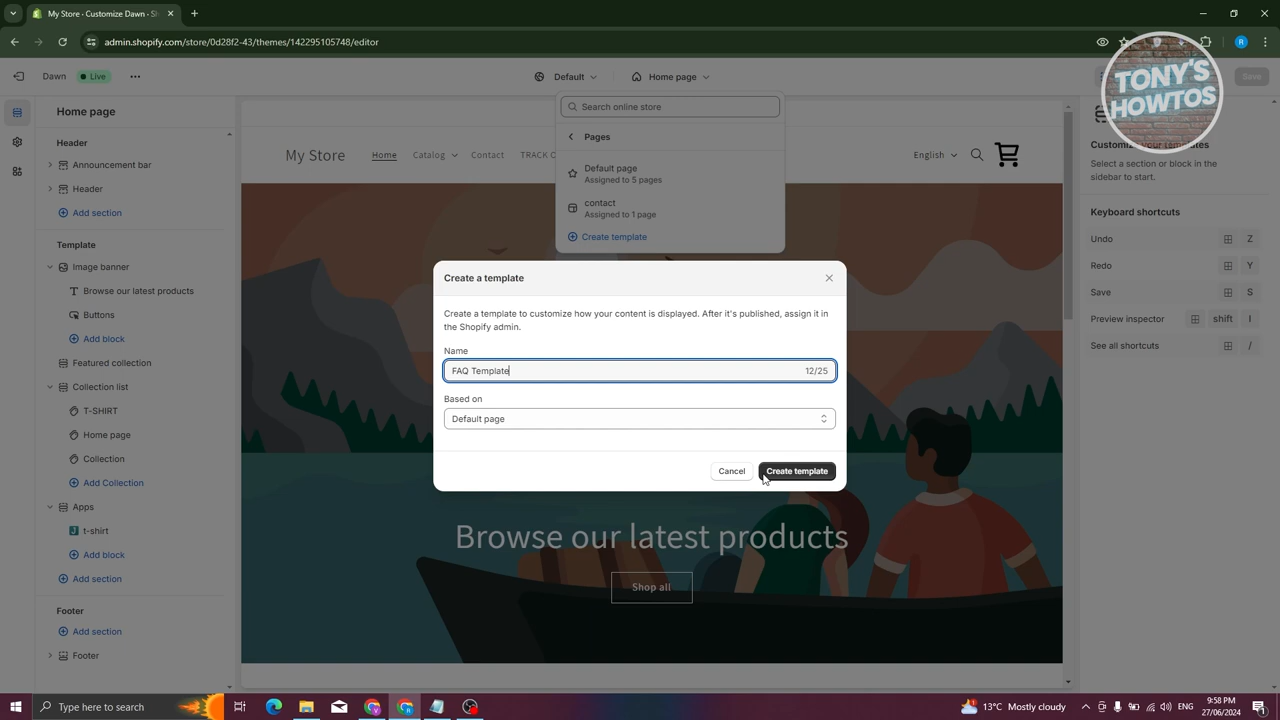 My Store - Customize Dawn · S
admin.shopify.com/store/0d28f2-43/themes/142295105748/editor
R
Dawn
Live
Default
Home page
Save
TONY'S
HOWTOS
Home page
Header
Announcement bar
Header
Add section
Template
Image banner
Browse our latest products
Buttons
Add block
Featured collection
Collection list
T-SHIRT
Home page
Collection
Add Collection
Apps
t-shirt
Add block
Add section
Footer
Add section
Footer
Search online store
Pages
Default page
Assigned to 5 pages
contact
Assigned to 1 page
Create template
My Store
Home
Catalog
Contact
TRACK
English
Create a template
Create a template to customize how your content is displayed. After it's published, assign it in
the Shopify admin.
Name
FAQ Template
12/25
Based on
Default page
Cancel
Create template
Browse our latest products
Shop all
Customize your templates
Select a section or block in the
sidebar to start.
Keyboard shortcuts
Undo
Z
Redo
Y
Save
S
Preview inspector
shift
I
See all shortcuts
/
Type here to search
13°C Mostly cloudy
9:58 PM
27/06/2024